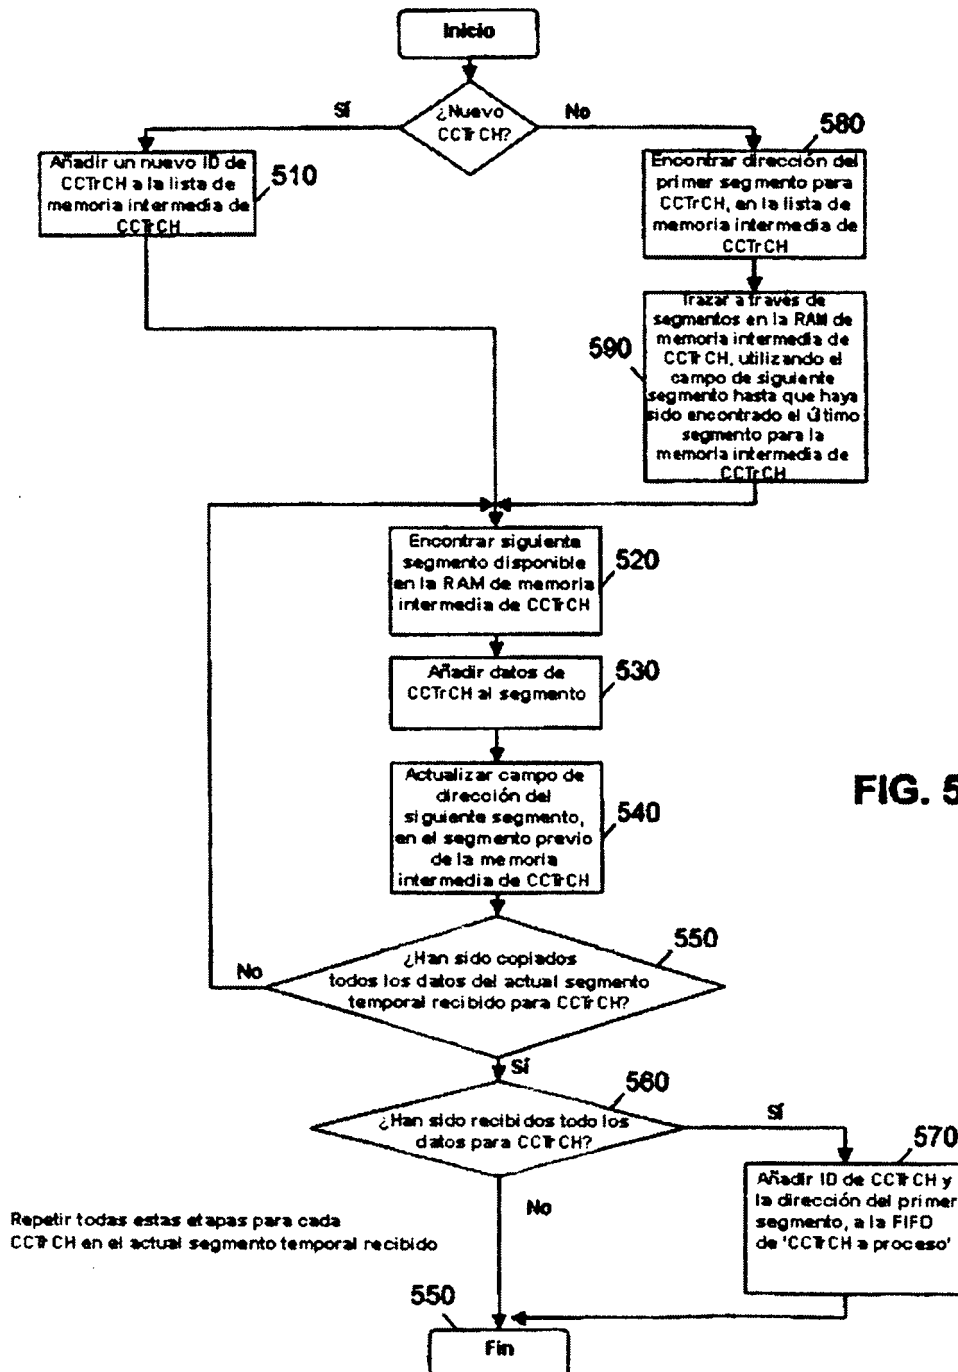 Inicio
¿Nuevo
CCTrCH?
Sí
No
Añadir un nuevo ID de
CCTrCH a la lista de
memoria intermedia de
CCTrCH
510
580
Encontrar dirección del
primer segmento para
CCTrCH, en la lista de
memoria intermedia de
CCTrCH
590
Trazar a través de
segmentos en la RAM de
memoria intermedia de
CCTrCH, utilizando el
campo de siguiente
segmento hasta que haya
sido encontrado el último
segmento para la
memoria intermedia de
CCTrCH
Encontrar siguiente
segmento disponible
en la RAM de memoria
intermedia de CCTrCH
520
Añadir datos de
CCTrCH al segmento
530
Actualizar campo de
dirección del
siguiente segmento,
en el segmento previo
de la memoria
intermedia de CCTrCH
540
FIG. 5
¿Han sido copiados
todos los datos del actual segmento
temporal recibido para CCTrCH?
550
No
Sí
¿Han sido recibidos todo los
datos para CCTrCH?
560
Sí
No
570
Añadir ID de CCTrCH y
la dirección del primer
segmento, a la FIFO
de 'CCTrCH a proceso'
Repetir todas estas etapas para cada
CCTrCH en el actual segmento temporal recibido
550
Fin